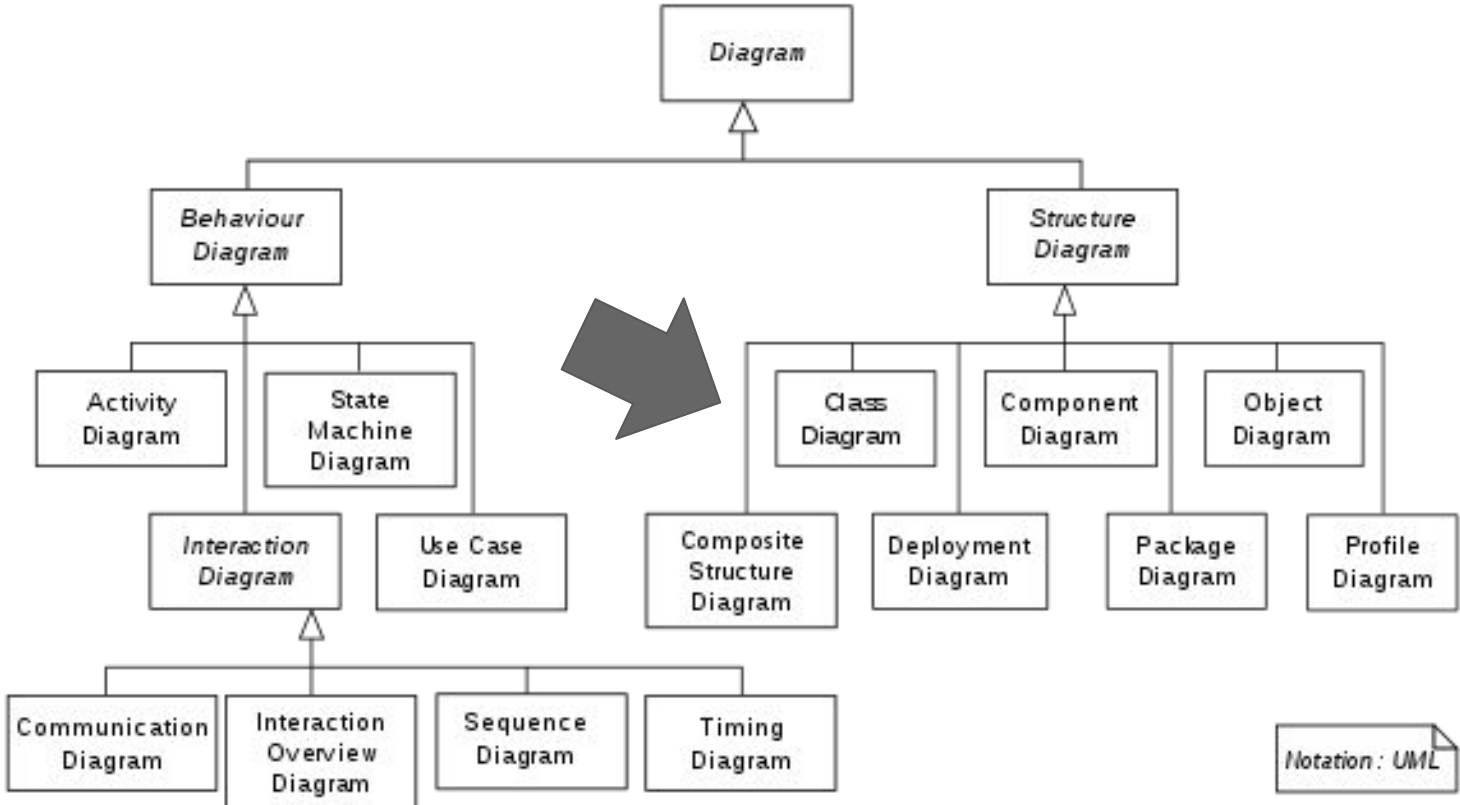 Diagram
Behaviour
Diagram
Structure
Diagram
Activity
Diagram
State
Machine
Diagram
Class
Diagram
Component
Diagram
Object
Diagram
Interaction
Diagram
Use Case
Diagram
Composite
Structure
Diagram
Deployment
Diagram
Package
Diagram
Profile
Diagram
Communication
Diagram
Interaction
Overview
Diagram
Sequence
Diagram
Timing
Diagram
Notation : UML